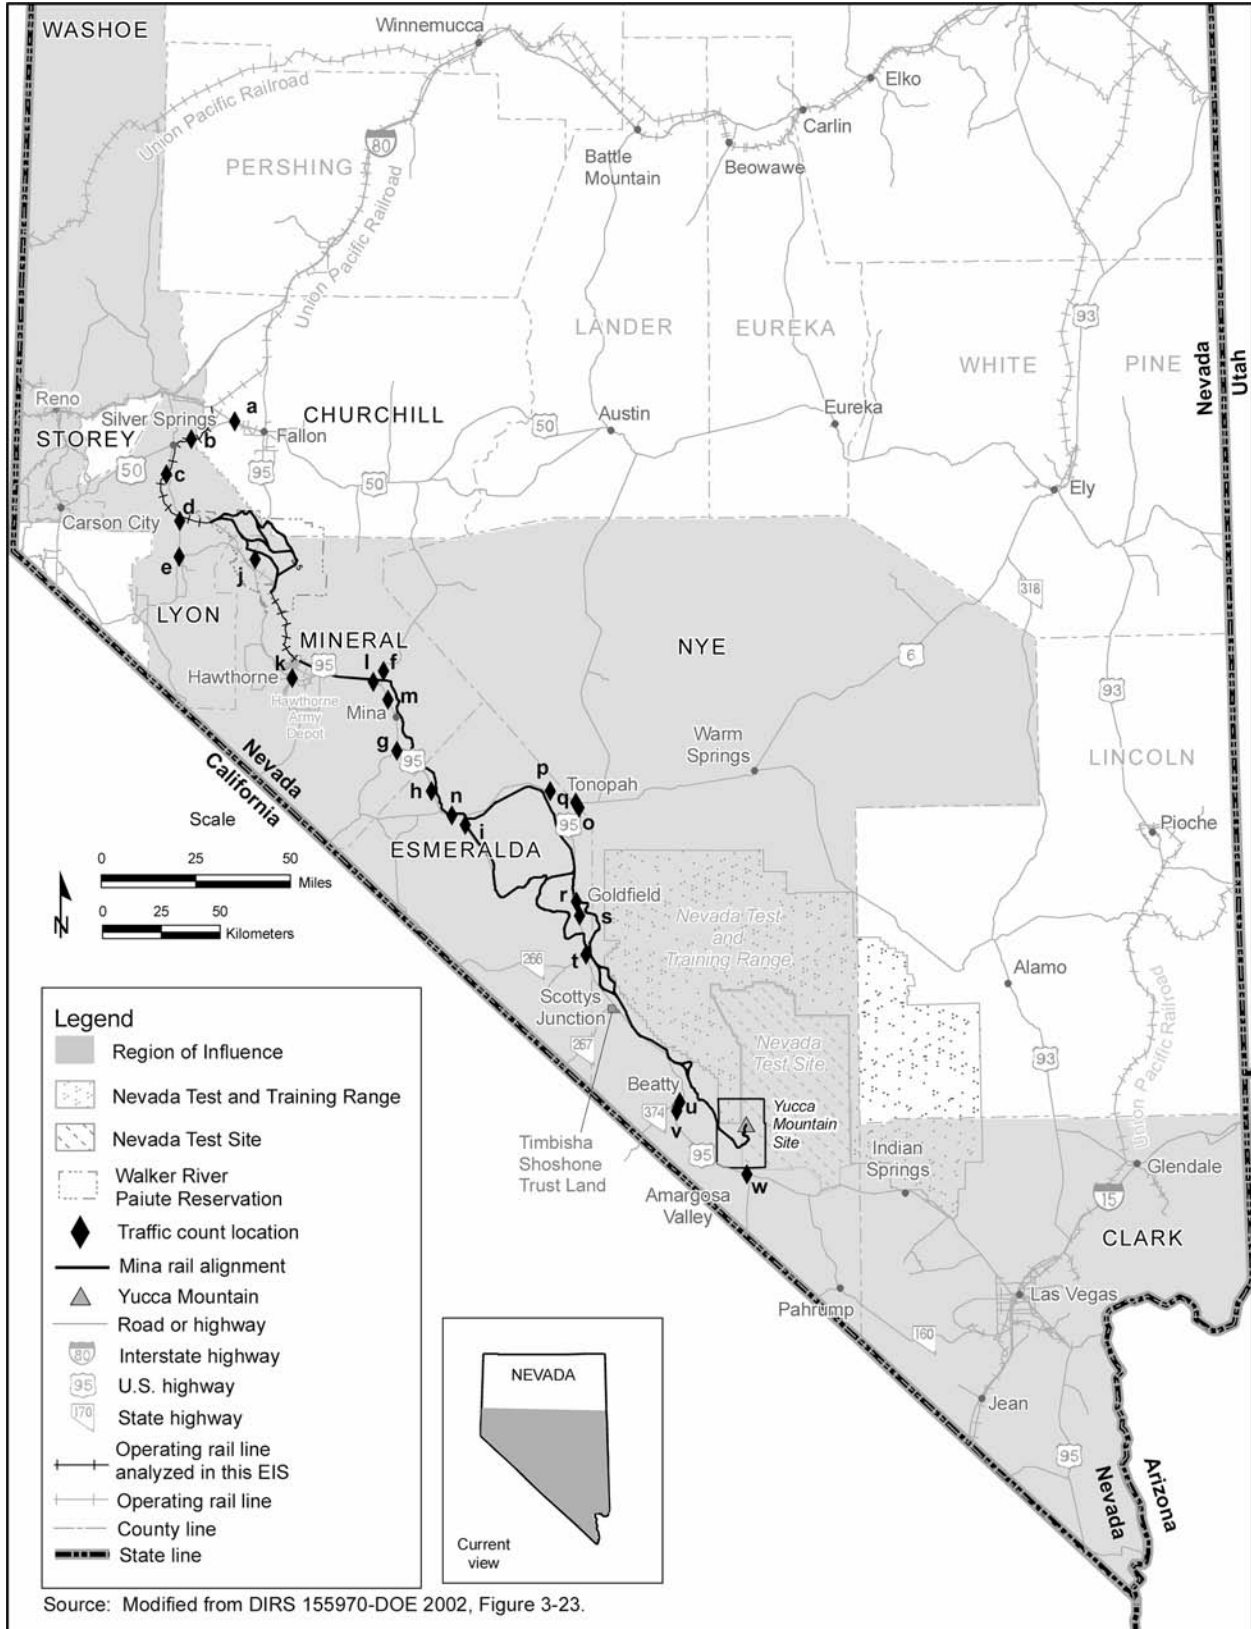 WASHOE
Winnemucca
Elko
Union Pacific Railroad
80
Carlin
PERSHING
Battle
Mountain
Beowawe
Union Pacific Railroad
LANDER
EUREKA
93
WHITE
PINE
Nevada
Utah
Reno
Silver Springs
a
CHURCHILL
Austin
Eureka
STOREY
b
Fallon
50
50
95
50
c
Ely
Carson City
d
e
j
s
LYON
318
MINERAL
NYE
6
k
95
l
f
Hawthorne
m
93
Hawthorne
Army
Depot
Mina
Nevada
California
g
95
Warm
Springs
LINCOLN
h
p
Tonopah
n
q
o
Scale
i
95
Pioche
ESMERALDA
0
25
50
Miles
0
25
50
Kilometers
N
r
Goldfield
s
Nevada Test
and
Training Range
t
266
Alamo
Scottys
Junction
Union Pacific Railroad
267
Nevada
Test Site
93
Beatty
u
374
v
Yucca
Mountain
Site
Timbisha
Shoshone
Trust Land
95
Indian
Springs
Glendale
w
15
Amargosa
Valley
CLARK
Pahrump
Las Vegas
160
Jean
95
Nevada
Arizona
Legend
Region of Influence
Nevada Test and Training Range
Nevada Test Site
Walker River
Paiute Reservation
Traffic count location
Mina rail alignment
Yucca Mountain
Road or highway
80
Interstate highway
95
U.S. highway
170
State highway
Operating rail line
analyzed in this EIS
Operating rail line
County line
State line
NEVADA
Current
view
Source: Modified from DIRS 155970-DOE 2002, Figure 3-23.